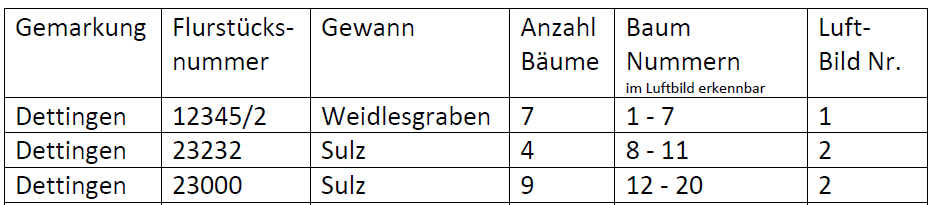 Gemarkung Flurstücks- Gewann Anzahl Baum Luft-
nummer Bäume Nummern Bild Nr.
im Luftbild erkennbar
Dettingen 12345/2 Weidlesgraben 7 1 - 7 1
Dettingen 23232 Sulz 4 8 - 11 2
Dettingen 23000 Sulz 9 12 - 20 2